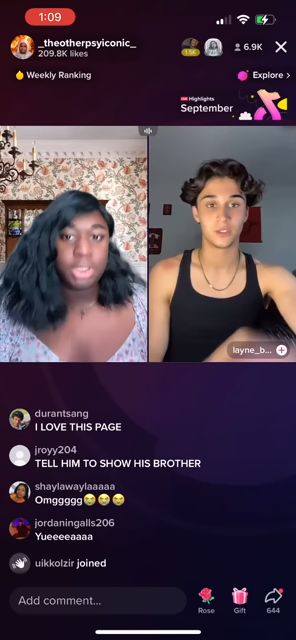 1:09
_theotherpsyiconic_
209.8K likes
1.5K
6.9K
Weekly Ranking
Explore >
Highlights
September
layne_b...
durantsang
I LOVE THIS PAGE
jroyy204
TELL HIM TO SHOW HIS BROTHER
shaylawaylaaaaa
Omggggg😂😂😂
jordaningalls206
Yueeeeaaaa
uikkolzir joined
Add comment...
Rose
Gift
644